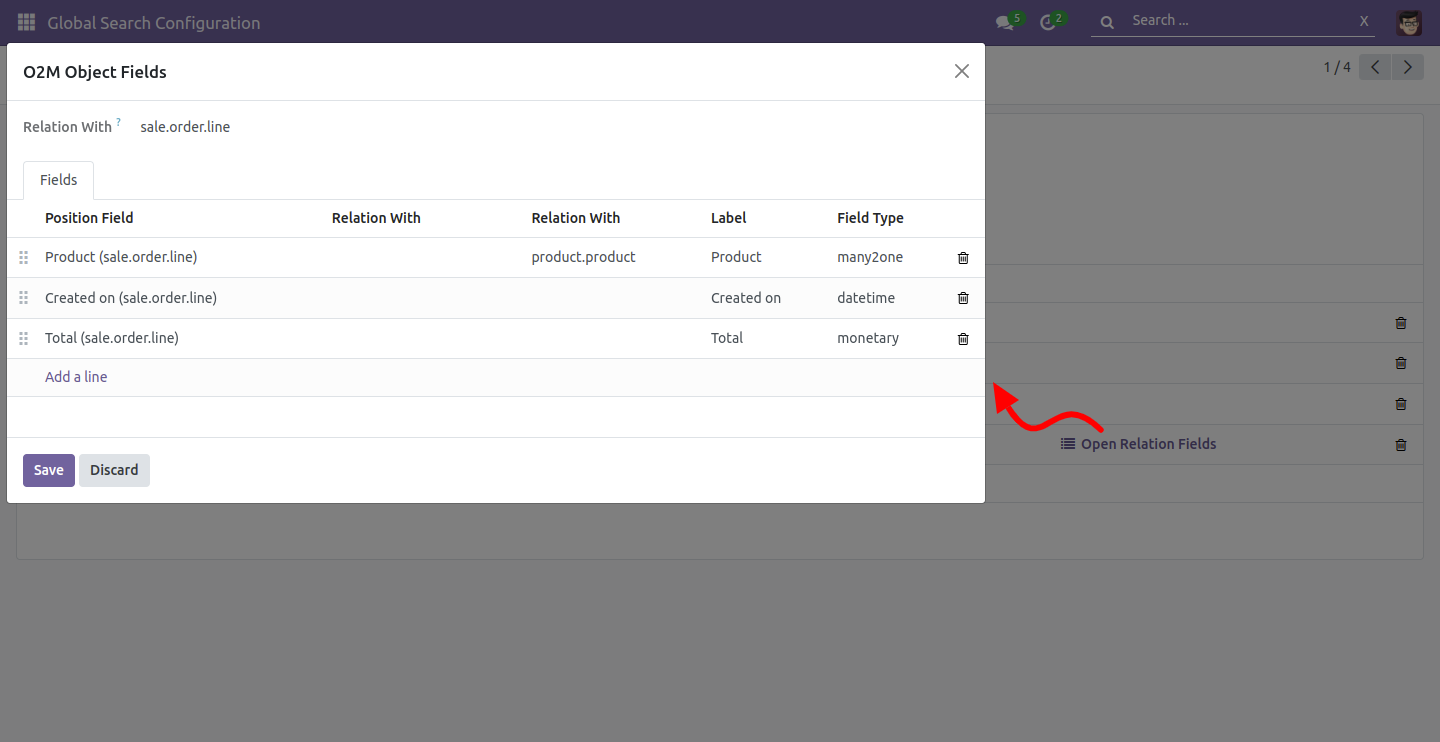 Global Search Configuration 5 2 Search ... X
O2M Object Fields
1 / 4
Relation With ? sale.order.line
Fields
Position Field Relation With Relation With Label Field Type
Product (sale.order.line) product.product Product many2one
Created on (sale.order.line) Created on datetime
Total (sale.order.line) Total monetary
Add a line
Open Relation Fields
Save Discard